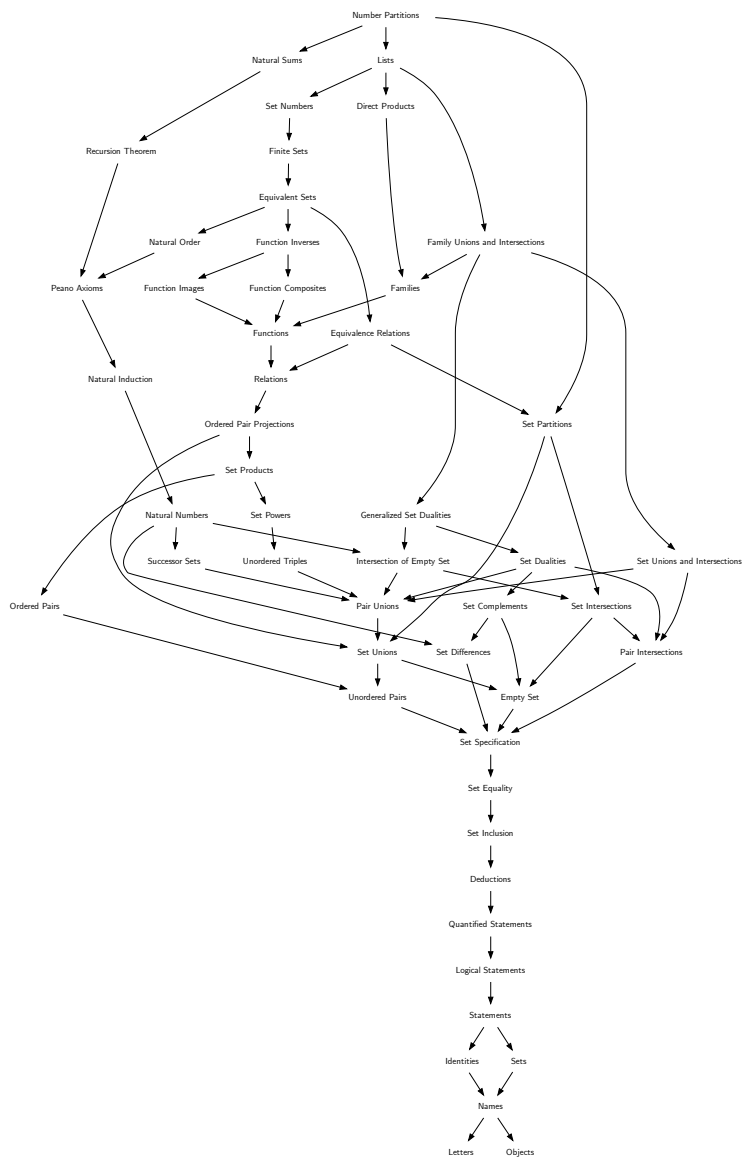 Number Partitions
Natural Sums
Lists
Set Numbers
Direct Products
Recursion Theorem
Finite Sets
Equivalent Sets
Natural Order
Function Inverses
Family Unions and Intersections
Peano Axioms
Function Images
Function Composites
Families
Functions
Equivalence Relations
Natural Induction
Relations
Ordered Pair Projections
Set Partitions
Set Products
Natural Numbers
Set Powers
Generalized Set Dualities
Successor Sets
Unordered Triples
Intersection of Empty Set
Set Dualities
Set Unions and Intersections
Ordered Pairs
Pair Unions
Set Complements
Set Intersections
Set Unions
Set Differences
Pair Intersections
Unordered Pairs
Empty Set
Set Specification
Set Equality
Set Inclusion
Deductions
Quantified Statements
Logical Statements
Statements
Identities
Sets
Names
Letters
Objects